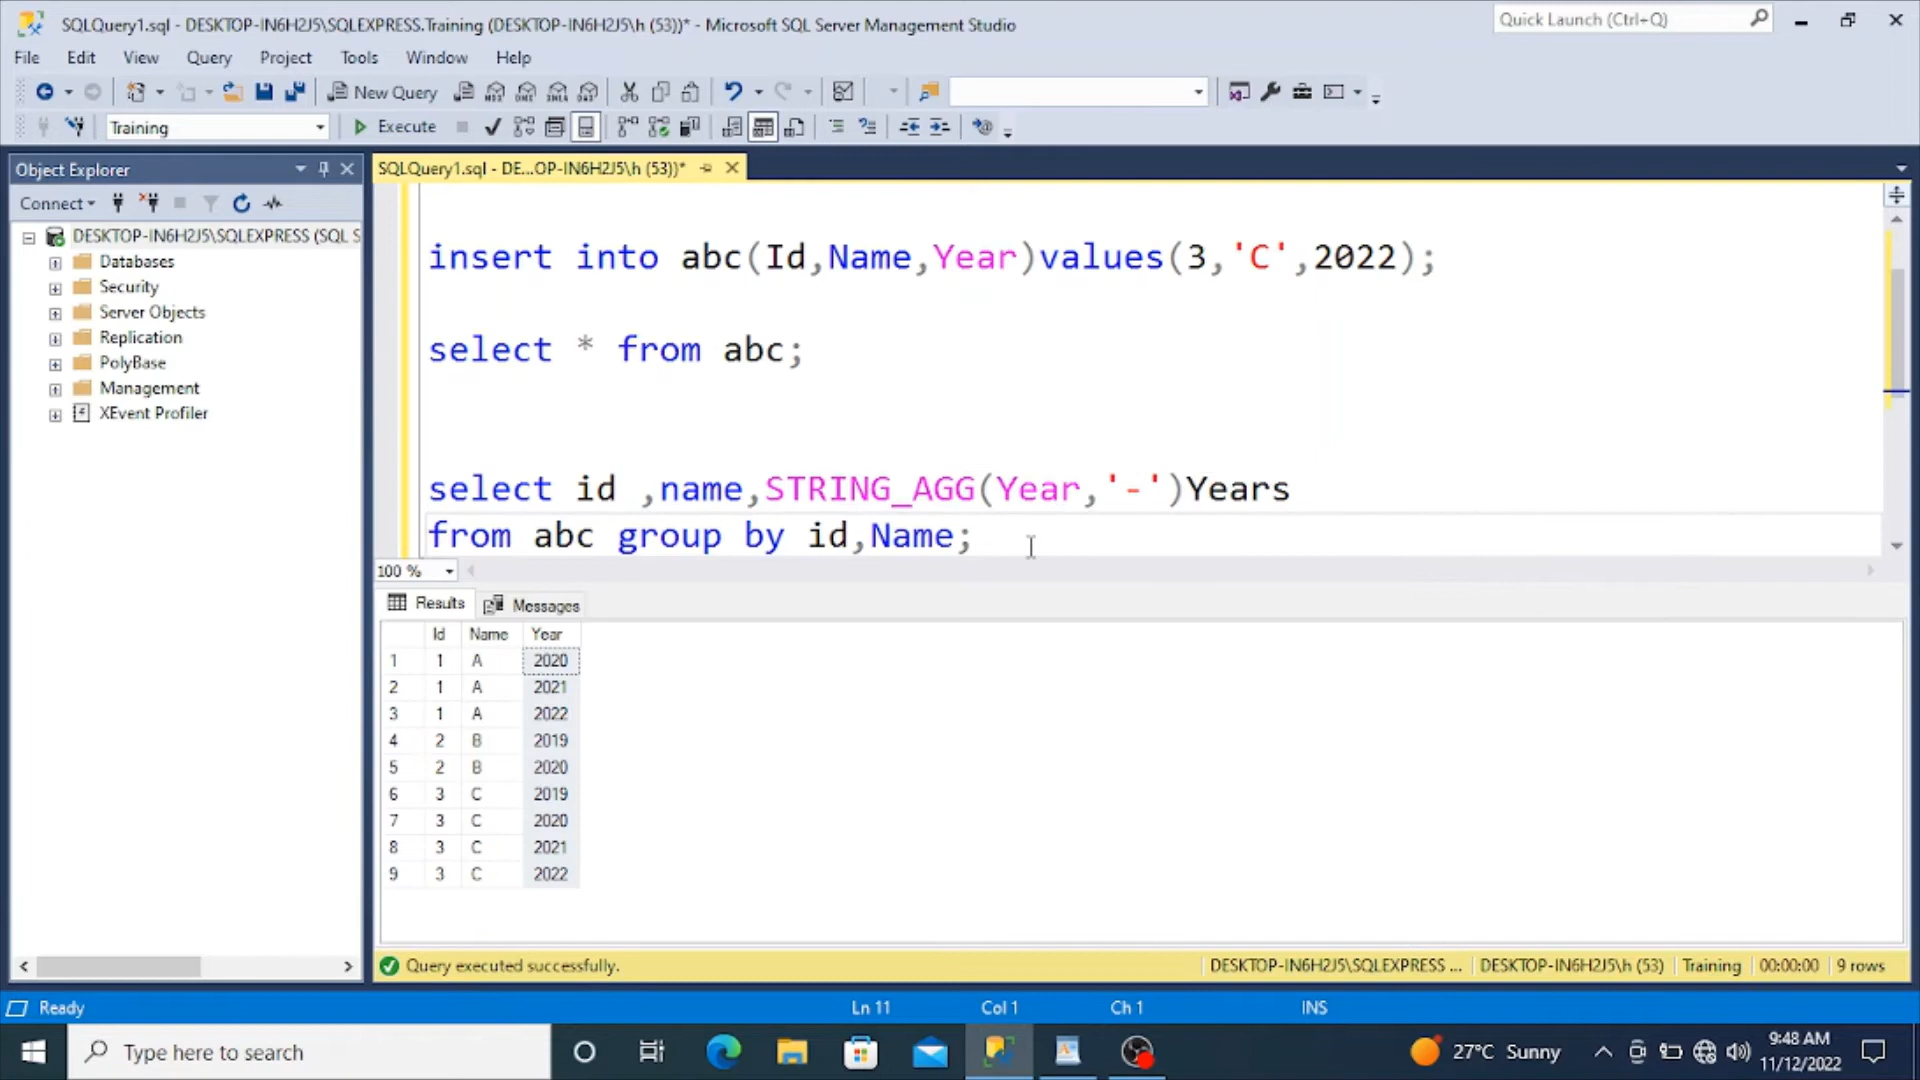 SQLQuery1.sql - DESKTOP-IN6H2J5\SQLEXPRESS.Training (DESKTOP-IN6H2J5\h (53))* - Microsoft SQL Server Management Studio
Quick Launch (Ctrl+Q)
File Edit View Query Project Tools Window Help
New Query
Training
Execute
Object Explorer
SQLQuery1.sql - DE...OP-IN6H2J5\h (53))*
Connect
DESKTOP-IN6H2J5\SQLEXPRESS (SQL S
Databases
Security
Server Objects
Replication
PolyBase
Management
XEvent Profiler
insert into abc(Id,Name,Year)values(3,'C',2022);
select * from abc;
select id ,name,STRING_AGG(Year,'-')Years
from abc group by id,Name;
100 %
Results Messages
Id Name Year
1 1 A 2020
2 1 A 2021
3 1 A 2022
4 2 B 2019
5 2 B 2020
6 3 C 2019
7 3 C 2020
8 3 C 2021
9 3 C 2022
Query executed successfully.
DESKTOP-IN6H2J5\SQLEXPRESS ... DESKTOP-IN6H2J5\h (53) Training 00:00:00 9 rows
Ready Ln 11 Col 1 Ch 1 INS
Type here to search
27°C Sunny
9:48 AM
11/12/2022